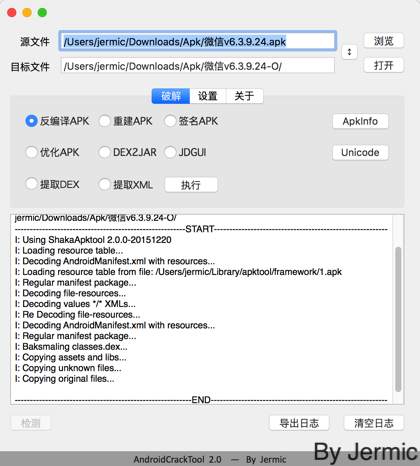 源文件
/Users/jermic/Downloads/Apk/微信v6.3.9.24.apk
浏览
目标文件
/Users/jermic/Downloads/Apk/微信v6.3.9.24-O/
打开
破解 设置 关于
反编译APK 重建APK 签名APK ApkInfo
优化APK DEX2JAR JDGUI Unicode
提取DEX 提取XML 执行
jermic/Downloads/Apk/微信v6.3.9.24-O/
--------------------------------------------------------START--------------------------------------------------------
I: Using ShakaApktool 2.0.0-20151220
I: Loading resource table...
I: Decoding AndroidManifest.xml with resources...
I: Loading resource table from file: /Users/jermic/Library/apktool/framework/1.apk
I: Regular manifest package...
I: Decoding file-resources...
I: Decoding values */* XMLs...
I: Re Decoding file-resources...
I: Decoding AndroidManifest.xml with resources...
I: Regular manifest package...
I: Baksmaling classes.dex...
I: Copying assets and libs...
I: Copying unknown files...
I: Copying original files...
--------------------------------------------------------END--------------------------------------------------------
检测 导出日志 清空日志
AndroidCrackTool 2.0 — By Jermic
By Jermic